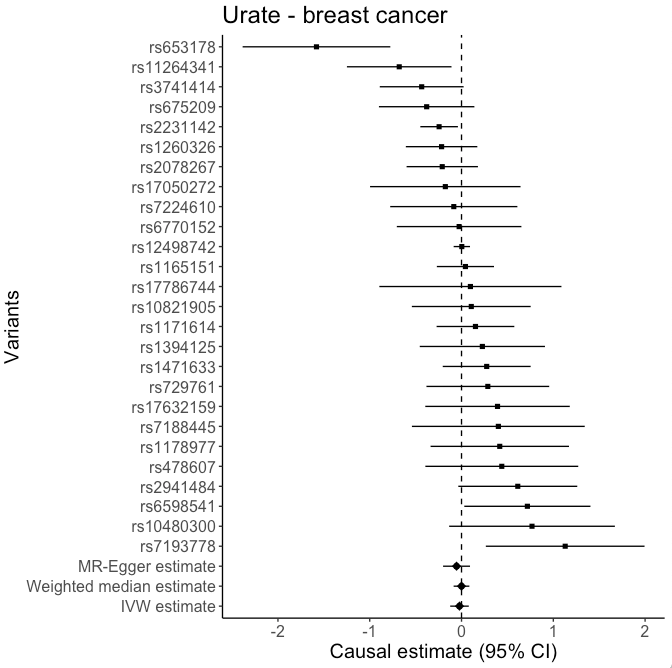 Urate - breast cancer
rs653178
rs11264341
rs3741414
rs675209
rs2231142
rs1260326
rs2078267
rs17050272
rs7224610
rs6770152
rs12498742
rs1165151
rs17786744
rs10821905
rs1171614
rs1394125
rs1471633
rs729761
rs17632159
rs7188445
rs1178977
rs478607
rs2941484
rs6598541
rs10480300
rs7193778
MR-Egger estimate
Weighted median estimate
IVW estimate
Variants
-2 -1 0 1 2
Causal estimate (95% CI)